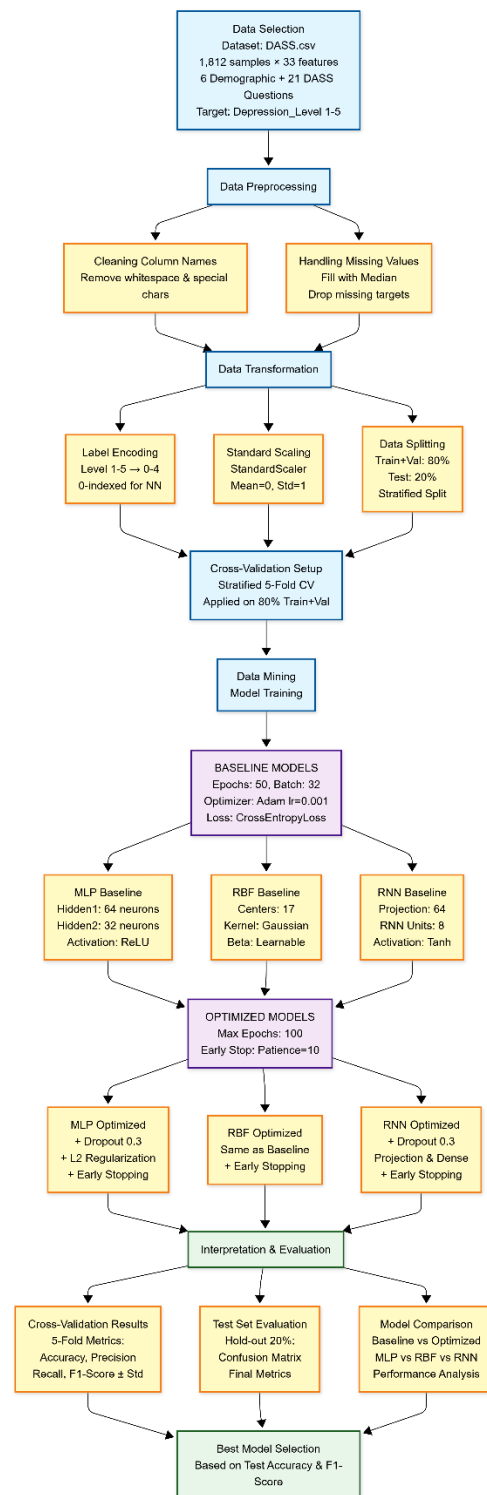 Data Selection
Dataset: DASS.csv
1,812 samples × 33 features
6 Demographic + 21 DASS
Questions
Target: Depression_Level 1-5
Data Preprocessing
Cleaning Column Names
Remove whitespace & special
chars
Handling Missing Values
Fill with Median
Drop missing targets
Data Transformation
Label Encoding
Level 1-5 → 0-4
0-indexed for NN
Standard Scaling
StandardScaler
Mean=0, Std=1
Data Splitting
Train+Val: 80%
Test: 20%
Stratified Split
Cross-Validation Setup
Stratified 5-Fold CV
Applied on 80% Train+Val
Data Mining
Model Training
BASELINE MODELS
Epochs: 50, Batch: 32
Optimizer: Adam lr=0.001
Loss: CrossEntropyLoss
MLP Baseline
Hidden1: 64 neurons
Hidden2: 32 neurons
Activation: ReLU
RBF Baseline
Centers: 17
Kernel: Gaussian
Beta: Learnable
RNN Baseline
Projection: 64
RNN Units: 8
Activation: Tanh
OPTIMIZED MODELS
Max Epochs: 100
Early Stop: Patience=10
MLP Optimized
+ Dropout 0.3
+ L2 Regularization
+ Early Stopping
RBF Optimized
Same as Baseline
+ Early Stopping
RNN Optimized
+ Dropout 0.3
Projection & Dense
+ Early Stopping
Interpretation & Evaluation
Cross-Validation Results
5-Fold Metrics:
Accuracy, Precision
Recall, F1-Score ± Std
Test Set Evaluation
Hold-out 20%:
Confusion Matrix
Final Metrics
Model Comparison
Baseline vs Optimized
MLP vs RBF vs RNN
Performance Analysis
Best Model Selection
Based on Test Accuracy & F1-
Score